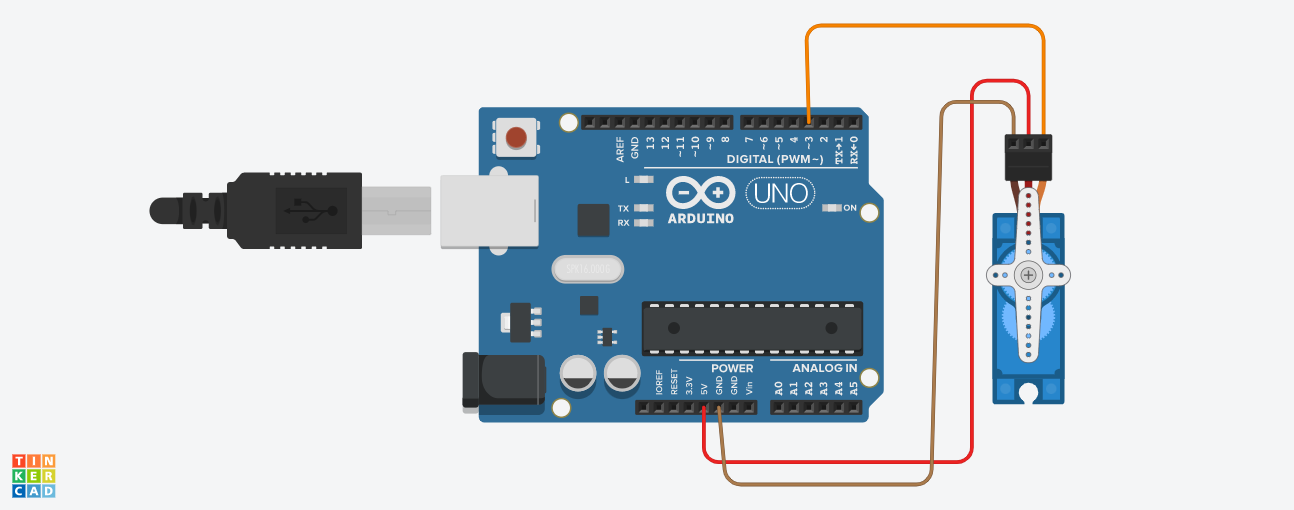 AREF
GND
13
12
~11
~10
~9
8
7
~6
~5
4
~3
2
TX→1
RX←0
DIGITAL (PWM~)
L
TX
RX
ARDUINO
UNO
ON
SPK16.000G
POWER
ANALOG IN
IOREF
RESET
3.3V
5V
GND
GND
Vin
A0
A1
A2
A3
A4
A5
TIN
KER
CAD